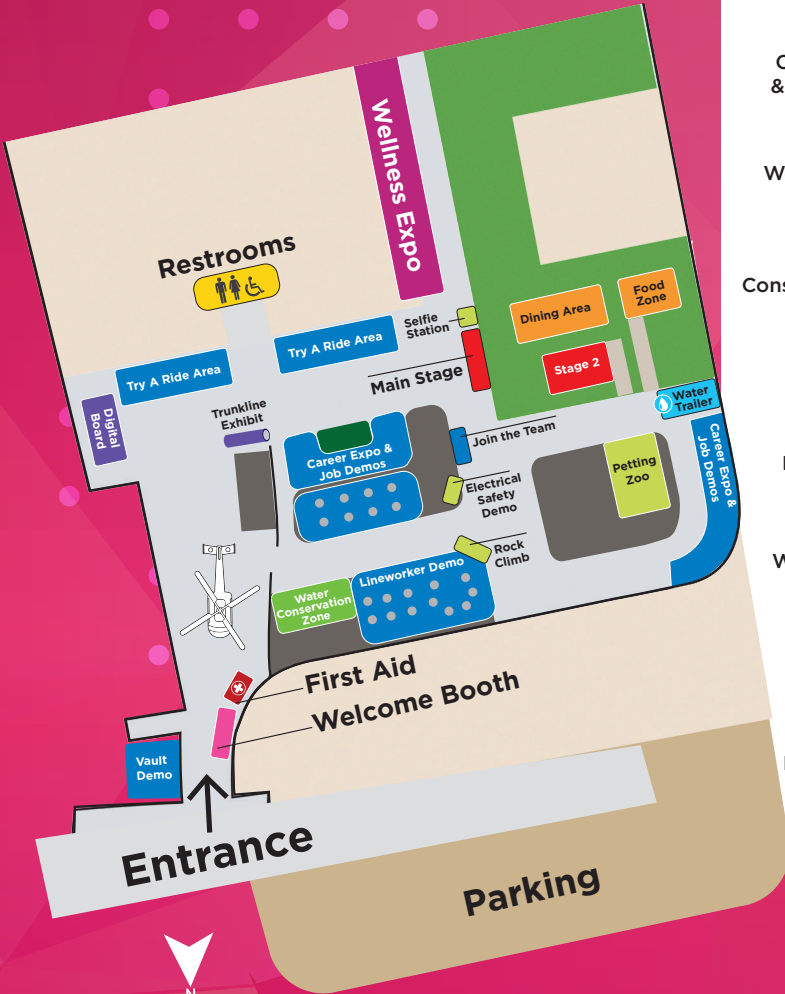 Wellness Expo
Restrooms
Selfie
Station
Dining Area
Food
Zone
Try A Ride Area
Try A Ride Area
Main Stage
Stage 2
Water
Trailer
Digital
Board
Trunkline
Exhibit
Career Expo &
Job Demos
Join the Team
Electrical
Safety
Demo
Petting
Zoo
Career Expo &
Job Demos
Rock
Climb
Lineworker Demo
Water
Conservation
Zone
First Aid
Welcome Booth
Vault
Demo
Entrance
Parking
N
&
W
Cons
W